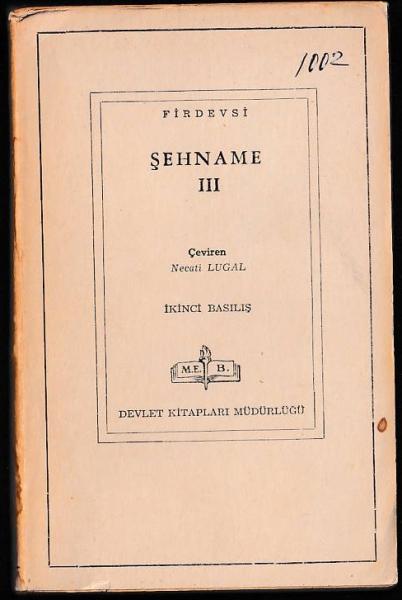 1002
FİRDEVSİ
ŞEHNAME
III
Çeviren
Necati LUGAL
İKİNCİ BASILIŞ
M.E. B.
DEVLET KİTAPLARI MÜDÜRLÜĞÜ